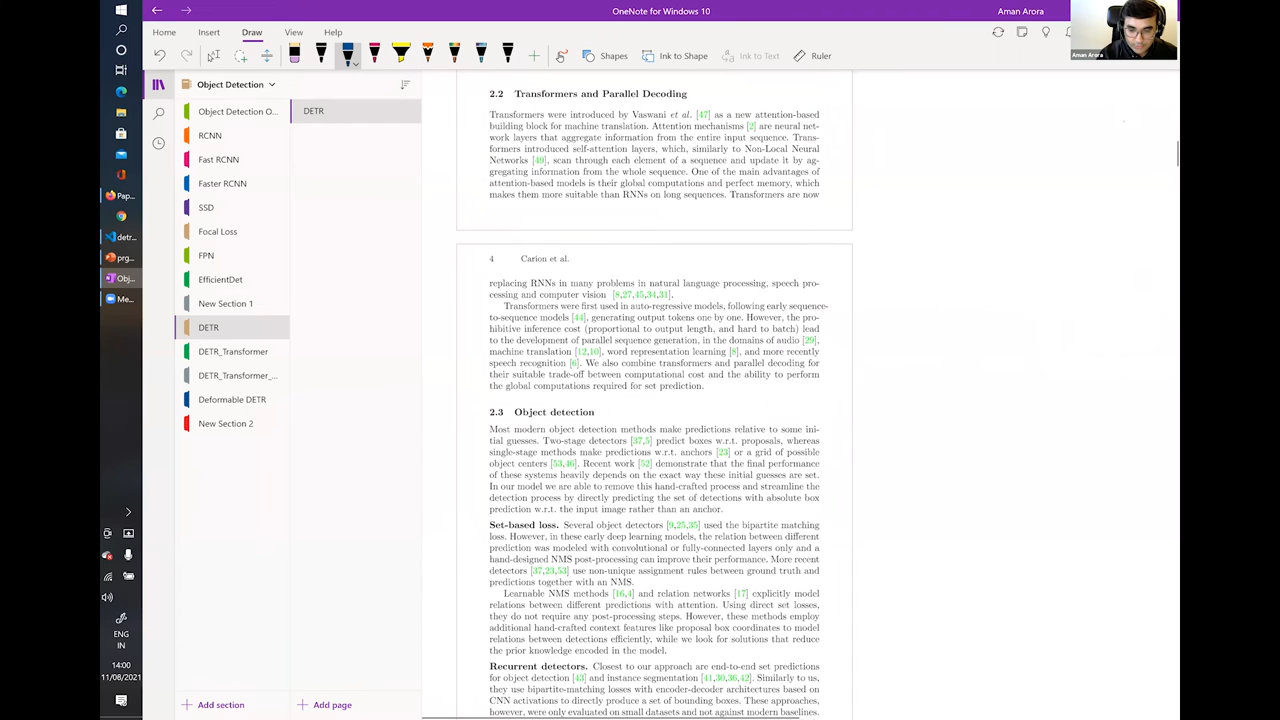 OneNote for Windows 10
Aman Arora
Home
Insert
Draw
View
Help
Shapes
Ink to Shape
Ink to Text
Ruler
Aman Arora
Object Detection
Object Detection O...
RCNN
Fast RCNN
Faster RCNN
SSD
Focal Loss
FPN
EfficientDet
New Section 1
DETR
DETR_Transformer
DETR_Transformer_...
Deformable DETR
New Section 2
Add section
DETR
Add page
Pap...
detr...
prg...
Obj...
Me...
ENG
IN
14:00
11/08/2021
2.2 Transformers and Parallel Decoding
Transformers were introduced by Vaswani et al. [47] as a new attention-based
building block for machine translation. Attention mechanisms [2] are neural net-
work layers that aggregate information from the entire input sequence. Trans-
formers introduced self-attention layers, which, similarly to Non-Local Neural
Networks [49], scan through each element of a sequence and update it by ag-
gregating information from the whole sequence. One of the main advantages of
attention-based models is their global computations and perfect memory, which
makes them more suitable than RNNs on long sequences. Transformers are now
4 Carion et al.
replacing RNNs in many problems in natural language processing, speech pro-
cessing and computer vision [8,27,45,34,31].
Transformers were first used in auto-regressive models, following early sequence-
to-sequence models [44], generating output tokens one by one. However, the pro-
hibitive inference cost (proportional to output length, and hard to batch) lead
to the development of parallel sequence generation, in the domains of audio [29],
machine translation [12,10], word representation learning [8], and more recently
speech recognition [6]. We also combine transformers and parallel decoding for
their suitable trade-off between computational cost and the ability to perform
the global computations required for set prediction.
2.3 Object detection
Most modern object detection methods make predictions relative to some ini-
tial guesses. Two-stage detectors [37,5] predict boxes w.r.t. proposals, whereas
single-stage methods make predictions w.r.t. anchors [23] or a grid of possible
object centers [53,46]. Recent work [52] demonstrate that the final performance
of these systems heavily depends on the exact way these initial guesses are set.
In our model we are able to remove this hand-crafted process and streamline the
detection process by directly predicting the set of detections with absolute box
prediction w.r.t. the input image rather than an anchor.
Set-based loss. Several object detectors [9,25,35] used the bipartite matching
loss. However, in these early deep learning models, the relation between different
prediction was modeled with convolutional or fully-connected layers only and a
hand-designed NMS post-processing can improve their performance. More recent
detectors [37,23,53] use non-unique assignment rules between ground truth and
predictions together with an NMS.
Learnable NMS methods [16,4] and relation networks [17] explicitly model
relations between different predictions with attention. Using direct set losses,
they do not require any post-processing steps. However, these methods employ
additional hand-crafted context features like proposal box coordinates to model
relations between detections efficiently, while we look for solutions that reduce
the prior knowledge encoded in the model.
Recurrent detectors. Closest to our approach are end-to-end set predictions
for object detection [43] and instance segmentation [41,30,36,42]. Similarly to us,
they use bipartite-matching losses with encoder-decoder architectures based on
CNN activations to directly produce a set of bounding boxes. These approaches,
however, were only evaluated on small datasets and not against modern baselines.